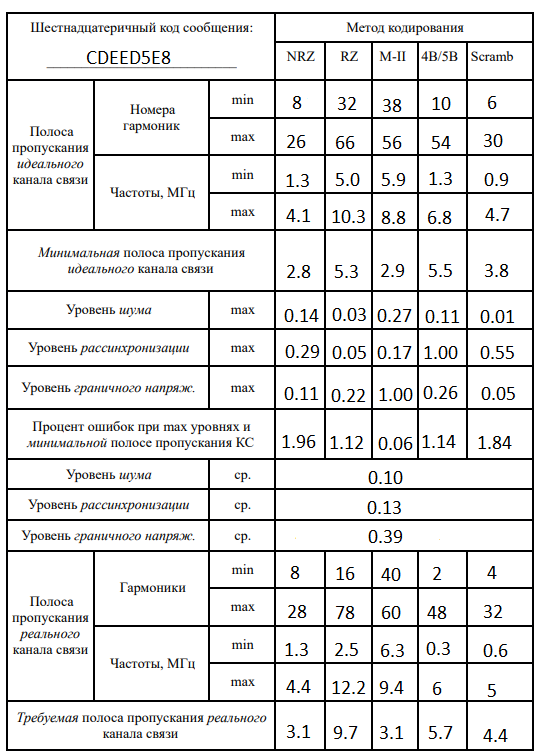 Шестнадцатеричный код сообщения: Метод кодирования
CDEED5E8 NRZ RZ M-II 4B/5B Scramb
Полоса пропускания идеального канала связи Номера гармоник min 8 32 38 10 6
max 26 66 56 54 30
Частоты, МГц min 1.3 5.0 5.9 1.3 0.9
max 4.1 10.3 8.8 6.8 4.7
Минимальная полоса пропускания
идеального канала связи 2.8 5.3 2.9 5.5 3.8
Уровень шума max 0.14 0.03 0.27 0.11 0.01
Уровень рассинхронизации max 0.29 0.05 0.17 1.00 0.55
Уровень граничного напряж. max 0.11 0.22 1.00 0.26 0.05
Процент ошибок при max уровнях и
минимальной полосе пропускания КС 1.96 1.12 0.06 1.14 1.84
Уровень шума ср. 0.10
Уровень рассинхронизации ср. 0.13
Уровень граничного напряж. ср. 0.39
Полоса пропускания реального канала связи Гармоники min 8 16 40 2 4
max 28 78 60 48 32
Частоты, МГц min 1.3 2.5 6.3 0.3 0.6
max 4.4 12.2 9.4 6 5
Требуемая полоса пропускания реального
канала связи 3.1 9.7 3.1 5.7 4.4